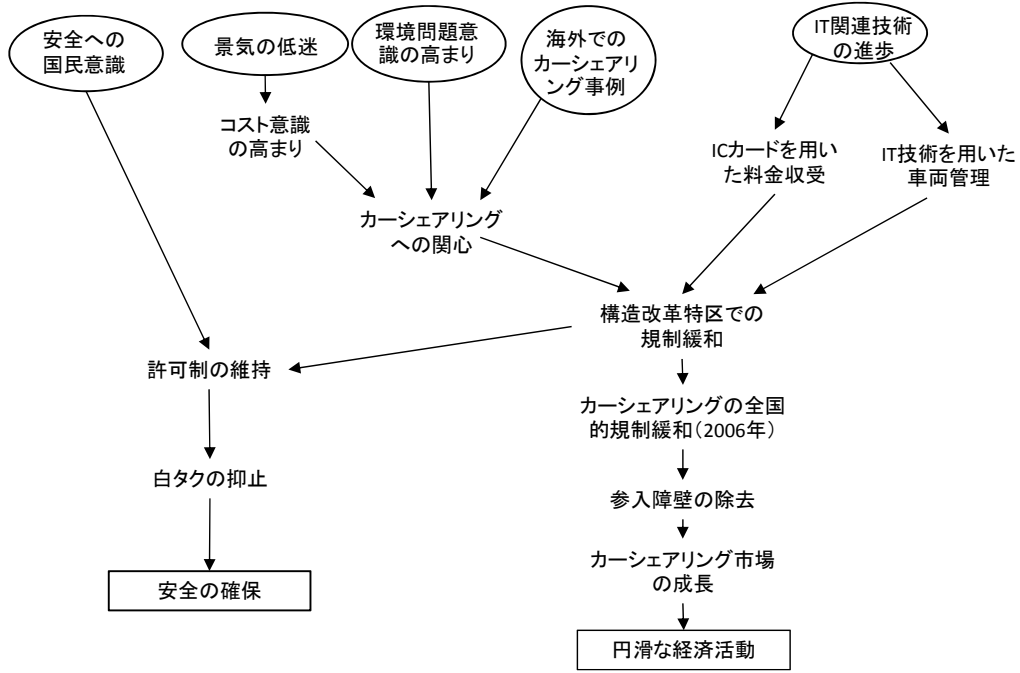 安全への
国民意識
景気の低迷
環境問題意
識の高まり
海外での
カーシェアリ
ング事例
IT関連技術
の進歩
コスト意識
の高まり
ICカードを用い
た料金収受
IT技術を用いた
車両管理
カーシェアリング
への関心
構造改革特区での
規制緩和
許可制の維持
カーシェアリングの全国
的規制緩和（2006年）
白タクの抑止
参入障壁の除去
カーシェアリング市場
の成長
安全の確保
円滑な経済活動